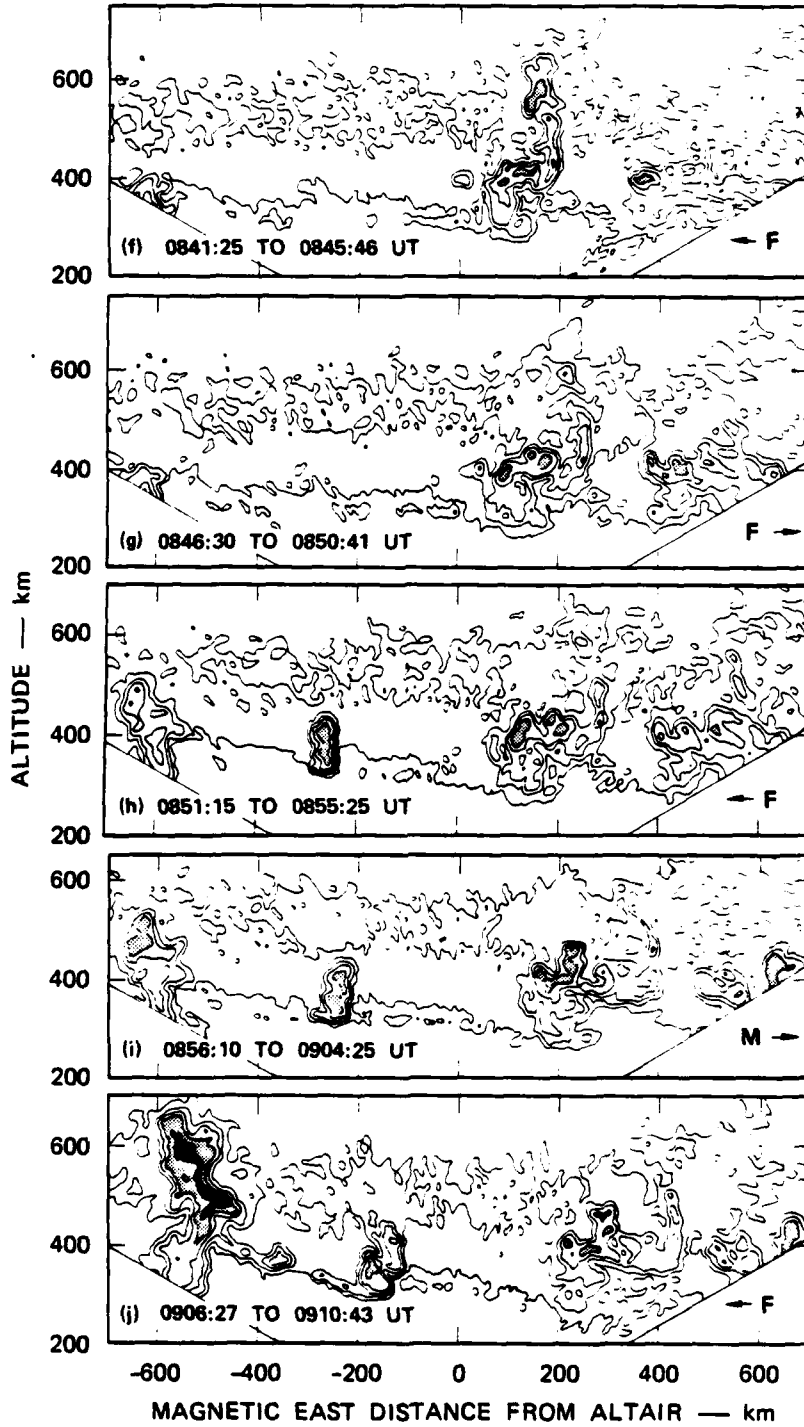 600
400
200
(f) 0841:25 TO 0845:46 UT
← F
600
400
200
(g) 0846:30 TO 0850:41 UT
F →
600
400
200
(h) 0851:15 TO 0855:25 UT
← F
600
400
200
(i) 0856:10 TO 0904:25 UT
M →
600
400
200
(j) 0906:27 TO 0910:43 UT
← F
ALTITUDE — km
-600 -400 -200 0 200 400 600
MAGNETIC EAST DISTANCE FROM ALTAIR — km